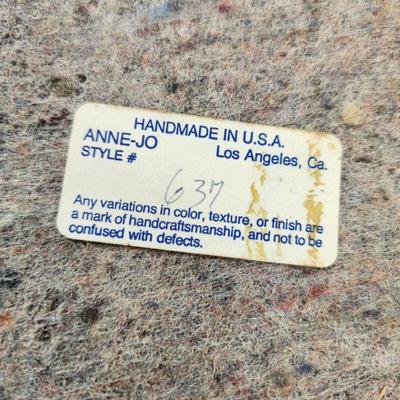 HANDMADE IN U.S.A.
ANNE-JO Los Angeles, Ca.
STYLE # 637
Any variations in color, texture, or finish are
a mark of handcraftsmanship, and not to be
confused with defects.